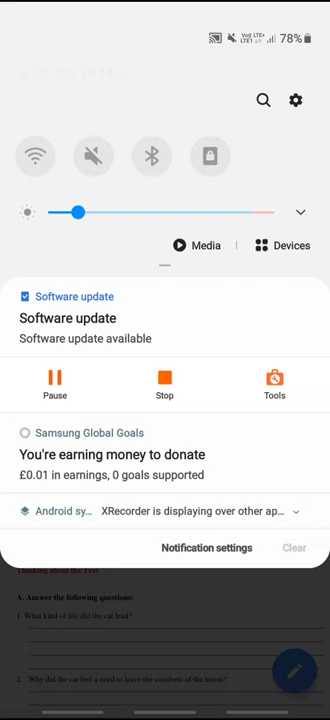 Vo)) LTE+
LTE1 78%
Media
Devices
Software update
Software update
Software update available
Pause
Stop
Tools
Samsung Global Goals
You're earning money to donate
£0.01 in earnings, 0 goals supported
Android sy... XRecorder is displaying over other ap...
Notification settings
Clear
Thinking about the Text
A. Answer the following questions:
1. What kind of life did the cat lead?
2. Why did the cat feel a need to leave the comforts of the house?